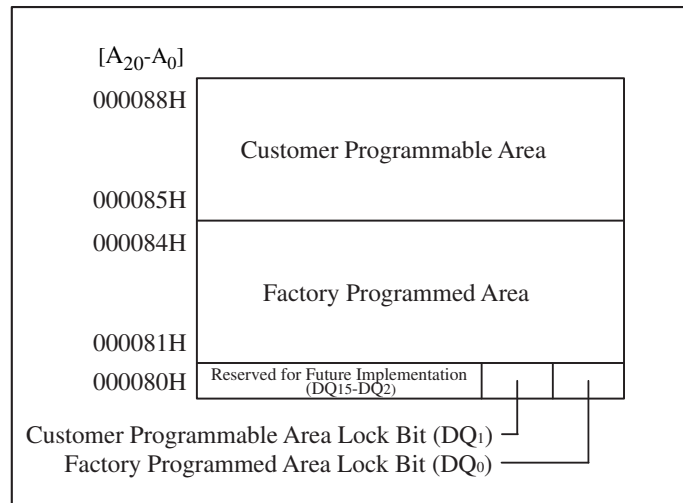 [A20-A0]
000088H
Customer Programmable Area
000085H
000084H
Factory Programmed Area
000081H
000080H
Reserved for Future Implementation
(DQ15-DQ2)
Customer Programmable Area Lock Bit (DQ1)
Factory Programmed Area Lock Bit (DQ0)